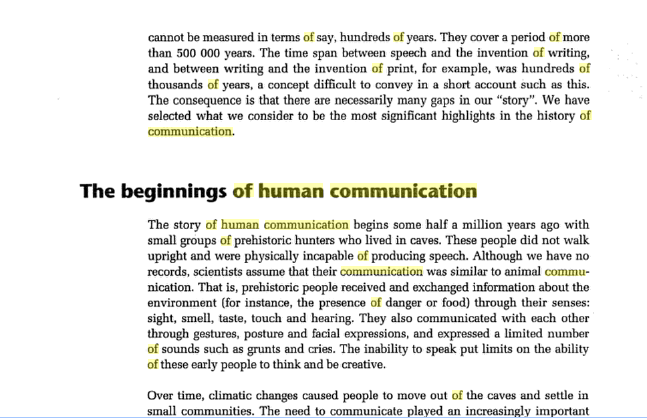 cannot be measured in terms of say, hundreds of years. They cover a period of more
than 500 000 years. The time span between speech and the invention of writing,
and between writing and the invention of print, for example, was hundreds of
thousands of years, a concept difficult to convey in a short account such as this.
The consequence is that there are necessarily many gaps in our “story”. We have
selected what we consider to be the most significant highlights in the history of
communication.
The beginnings of human communication
The story of human communication begins some half a million years ago with
small groups of prehistoric hunters who lived in caves. These people did not walk
upright and were physically incapable of producing speech. Although we have no
records, scientists assume that their communication was similar to animal commu-
nication. That is, prehistoric people received and exchanged information about the
environment (for instance, the presence of danger or food) through their senses:
sight, smell, taste, touch and hearing. They also communicated with each other
through gestures, posture and facial expressions, and expressed a limited number
of sounds such as grunts and cries. The inability to speak put limits on the ability
of these early people to think and be creative.
Over time, climatic changes caused people to move out of the caves and settle in
small communities. The need to communicate played an increasingly important